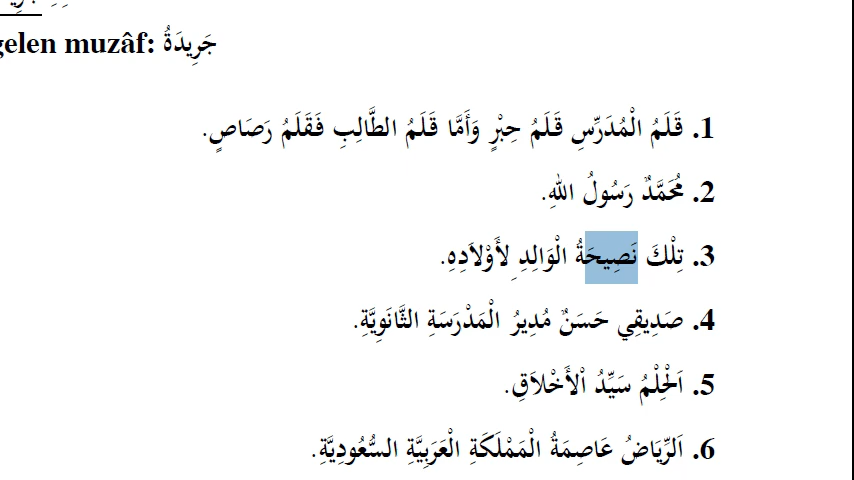 gelen muzâf: جَرِيدَةُ
1. قَلَمُ الْمُدَرِّسِ قَلَمُ حِبْرٍ وَأَمَّا قَلَمُ الطَّالِبِ فَقَلَمُ رَصَاصٍ.
2. مُحَمَّدٌ رَسُولُ اللهِ.
3. تِلْكَ نَصِيحَةُ الْوَالِدِ لِأَوْلاَدِهِ.
4. صَدِيقِي حَسَنٌ مُدِيرُ الْمَدْرَسَةِ الثَّانَوِيَّةِ.
5. اَلْحِلْمُ سَيِّدُ اْلأَخْلاَقِ.
6. اَلرِّيَاضُ عَاصِمَةُ الْمَمْلَكَةِ الْعَرَبِيَّةِ السُّعُودِيَّةِ.